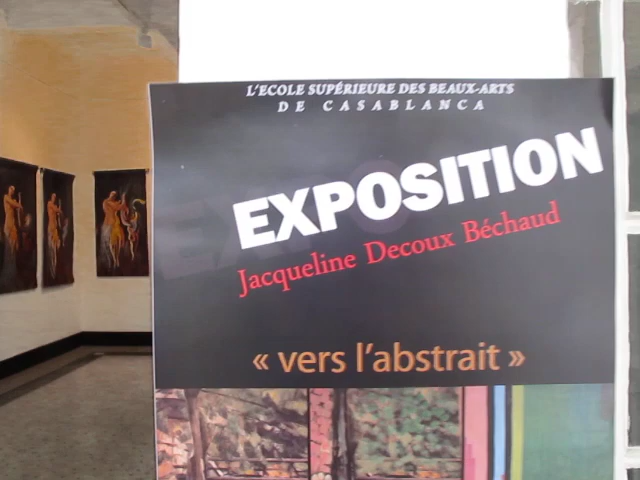 L'ECOLE SUPÉRIEURE DES BEAUX-ARTS
DE CASABLANCA
EXPOSITION
Jacqueline Decoux Béchaud
« vers l'abstrait »